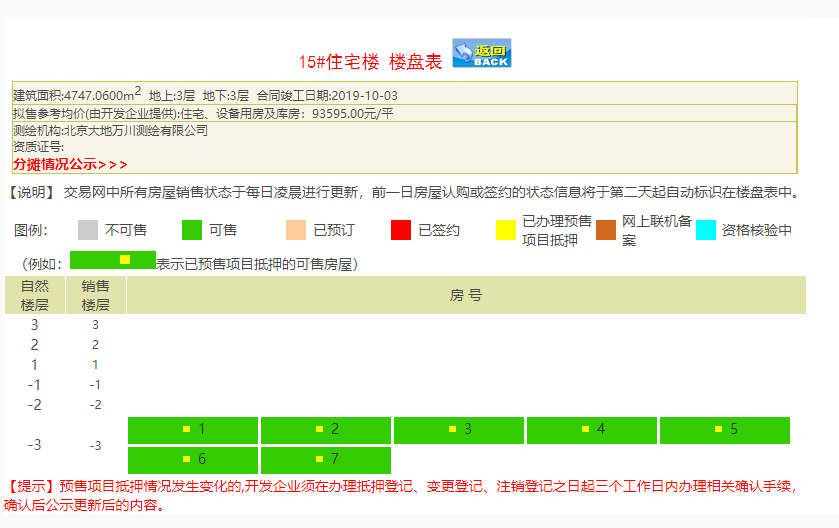 15#住宅楼 楼盘表 返回 BACK
建筑面积:4747.0600m2 地上:3层 地下:3层 合同竣工日期:2019-10-03
拟售参考均价(由开发企业提供):住宅、设备用房及库房：93595.00元/平
测绘机构:北京大地万川测绘有限公司
资质证号:
分摊情况公示>>>
【说明】 交易网中所有房屋销售状态于每日凌晨进行更新，前一日房屋认购或签约的状态信息将于第二天起自动标识在楼盘表中。
图例： 不可售 可售 已预订 已签约 已办理预售项目抵押 网上联机备案 资格核验中
（例如： 表示已预售项目抵押的可售房屋）
自然楼层 销售楼层 房 号
3 3
2 2
1 1
-1 -1
-2 -2
-3 -3 1 2 3 4 5
6 7
【提示】预售项目抵押情况发生变化的,开发企业须在办理抵押登记、变更登记、注销登记之日起三个工作日内办理相关确认手续，
确认后公示更新后的内容。